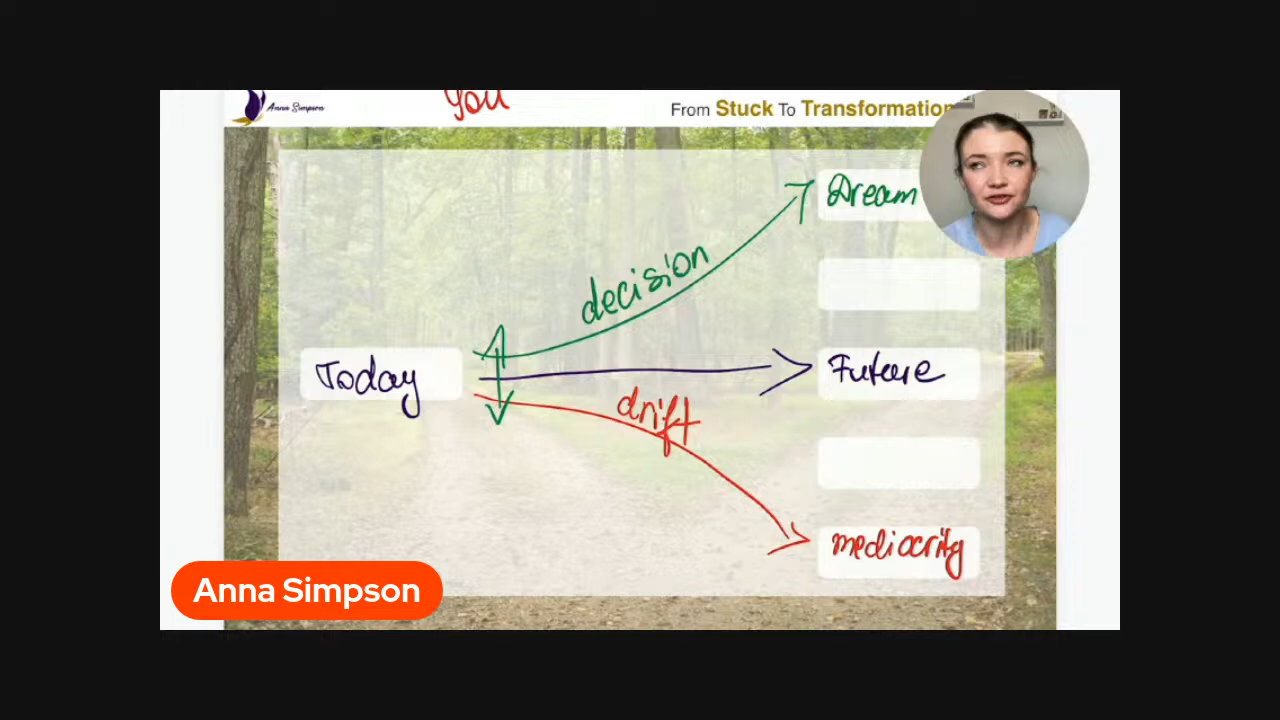 Anna Simpson
You
From Stuck To Transformation
Dream
decision
Today
Future
drift
mediocrity
Anna Simpson